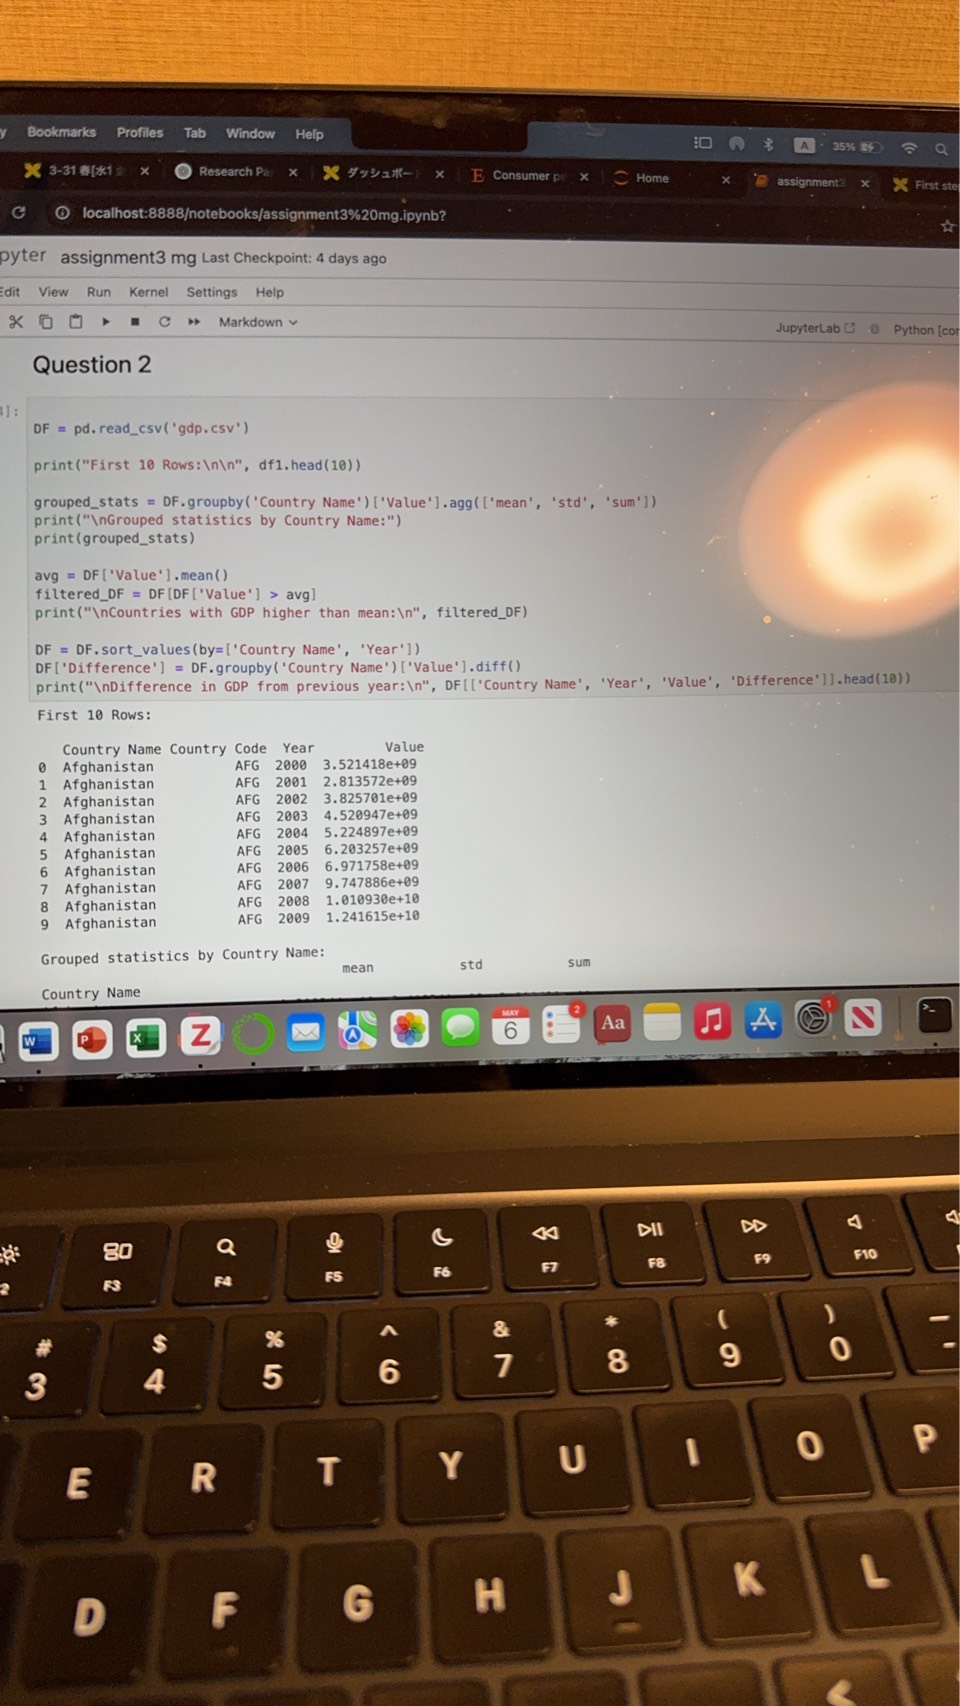 Bookmarks Profiles Tab Window Help A 35%
3-31 春[水1 Research Pa ダッシュボー Consumer pe Home assignment3 First ste
localhost:8888/notebooks/assignment3%20mg.ipynb?
pyter assignment3 mg Last Checkpoint: 4 days ago
Edit View Run Kernel Settings Help
Markdown JupyterLab Python [con
Question 2
DF = pd.read_csv('gdp.csv')
print("First 10 Rows:\n\n", df1.head(10))
grouped_stats = DF.groupby('Country Name')['Value'].agg(['mean', 'std', 'sum'])
print("\nGrouped statistics by Country Name:")
print(grouped_stats)
avg = DF['Value'].mean()
filtered_DF = DF[DF['Value'] > avg]
print("\nCountries with GDP higher than mean:\n", filtered_DF)
DF = DF.sort_values(by=['Country Name', 'Year'])
DF['Difference'] = DF.groupby('Country Name')['Value'].diff()
print("\nDifference in GDP from previous year:\n", DF[['Country Name', 'Year', 'Value', 'Difference']].head(10))
First 10 Rows:
Country Name Country Code Year Value
0 Afghanistan AFG 2000 3.521418e+09
1 Afghanistan AFG 2001 2.813572e+09
2 Afghanistan AFG 2002 3.825701e+09
3 Afghanistan AFG 2003 4.520947e+09
4 Afghanistan AFG 2004 5.224897e+09
5 Afghanistan AFG 2005 6.203257e+09
6 Afghanistan AFG 2006 6.971758e+09
7 Afghanistan AFG 2007 9.747886e+09
8 Afghanistan AFG 2008 1.010930e+10
9 Afghanistan AFG 2009 1.241615e+10
Grouped statistics by Country Name:
mean std sum
Country Name
W P X Z MAY 6 2 Aa 1
F3 F4 F5 F6 F7 F8 F9 F10
# $ % ^ & * ( )
3 4 5 6 7 8 9 0
E R T Y U I O P
D F G H J K L
<